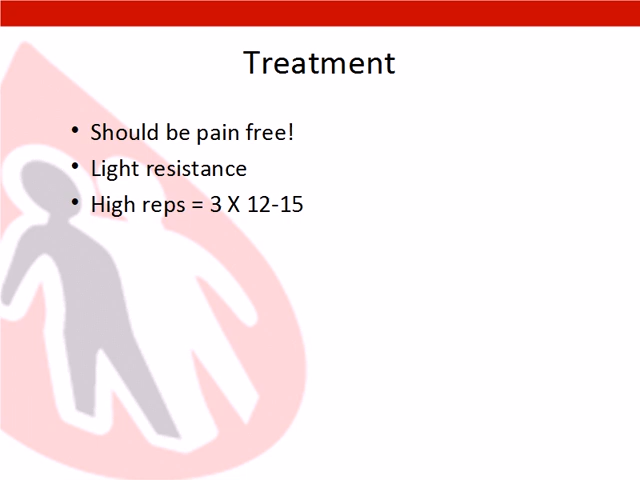 Treatment
• Should be pain free!
• Light resistance
• High reps = 3 X 12-15